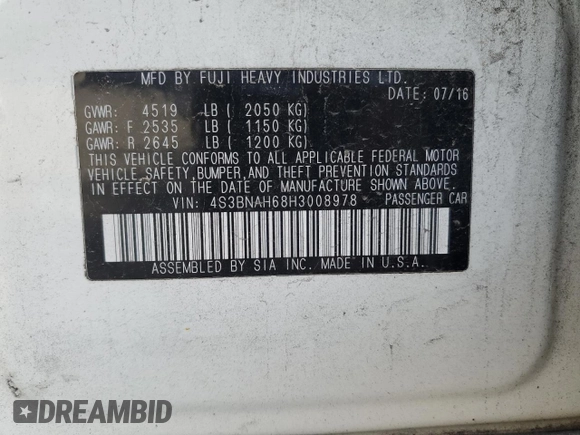 MFD BY FUJI HEAVY INDUSTRIES LTD.
DATE: 07/16
GVWR: 4519 LB ( 2050 KG)
GAWR: F 2535 LB ( 1150 KG)
GAWR: R 2645 LB ( 1200 KG)
THIS VEHICLE CONFORMS TO ALL APPLICABLE FEDERAL MOTOR
VEHICLE SAFETY, BUMPER, AND THEFT PREVENTION STANDARDS
IN EFFECT ON THE DATE OF MANUFACTURE SHOWN ABOVE.
VIN: 4S3BNAH68H3008978 PASSENGER CAR
ASSEMBLED BY SIA INC. MADE IN U.S.A.
DREAMBID